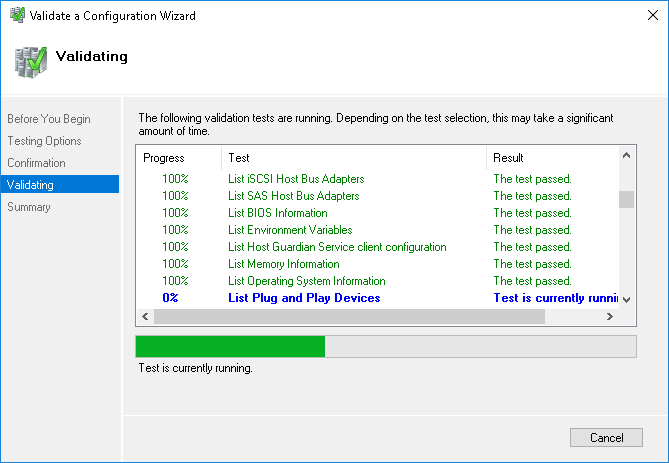 Validate a Configuration Wizard
Validating
Before You Begin
Testing Options
Confirmation
Validating
Summary
The following validation tests are running. Depending on the test selection, this may take a significant
amount of time.
Progress Test Result
100% List iSCSI Host Bus Adapters The test passed.
100% List SAS Host Bus Adapters The test passed.
100% List BIOS Information The test passed.
100% List Environment Variables The test passed.
100% List Host Guardian Service client configuration The test passed.
100% List Memory Information The test passed.
100% List Operating System Information The test passed.
0% List Plug and Play Devices Test is currently runni
Test is currently running.
Cancel